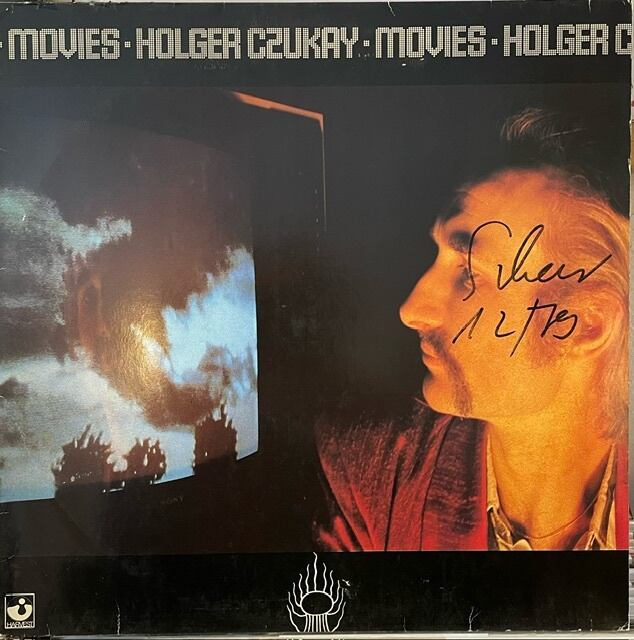 · MOVIES · HOLGER CZUKAY · MOVIES · HOLGER C
12/79
HARVEST